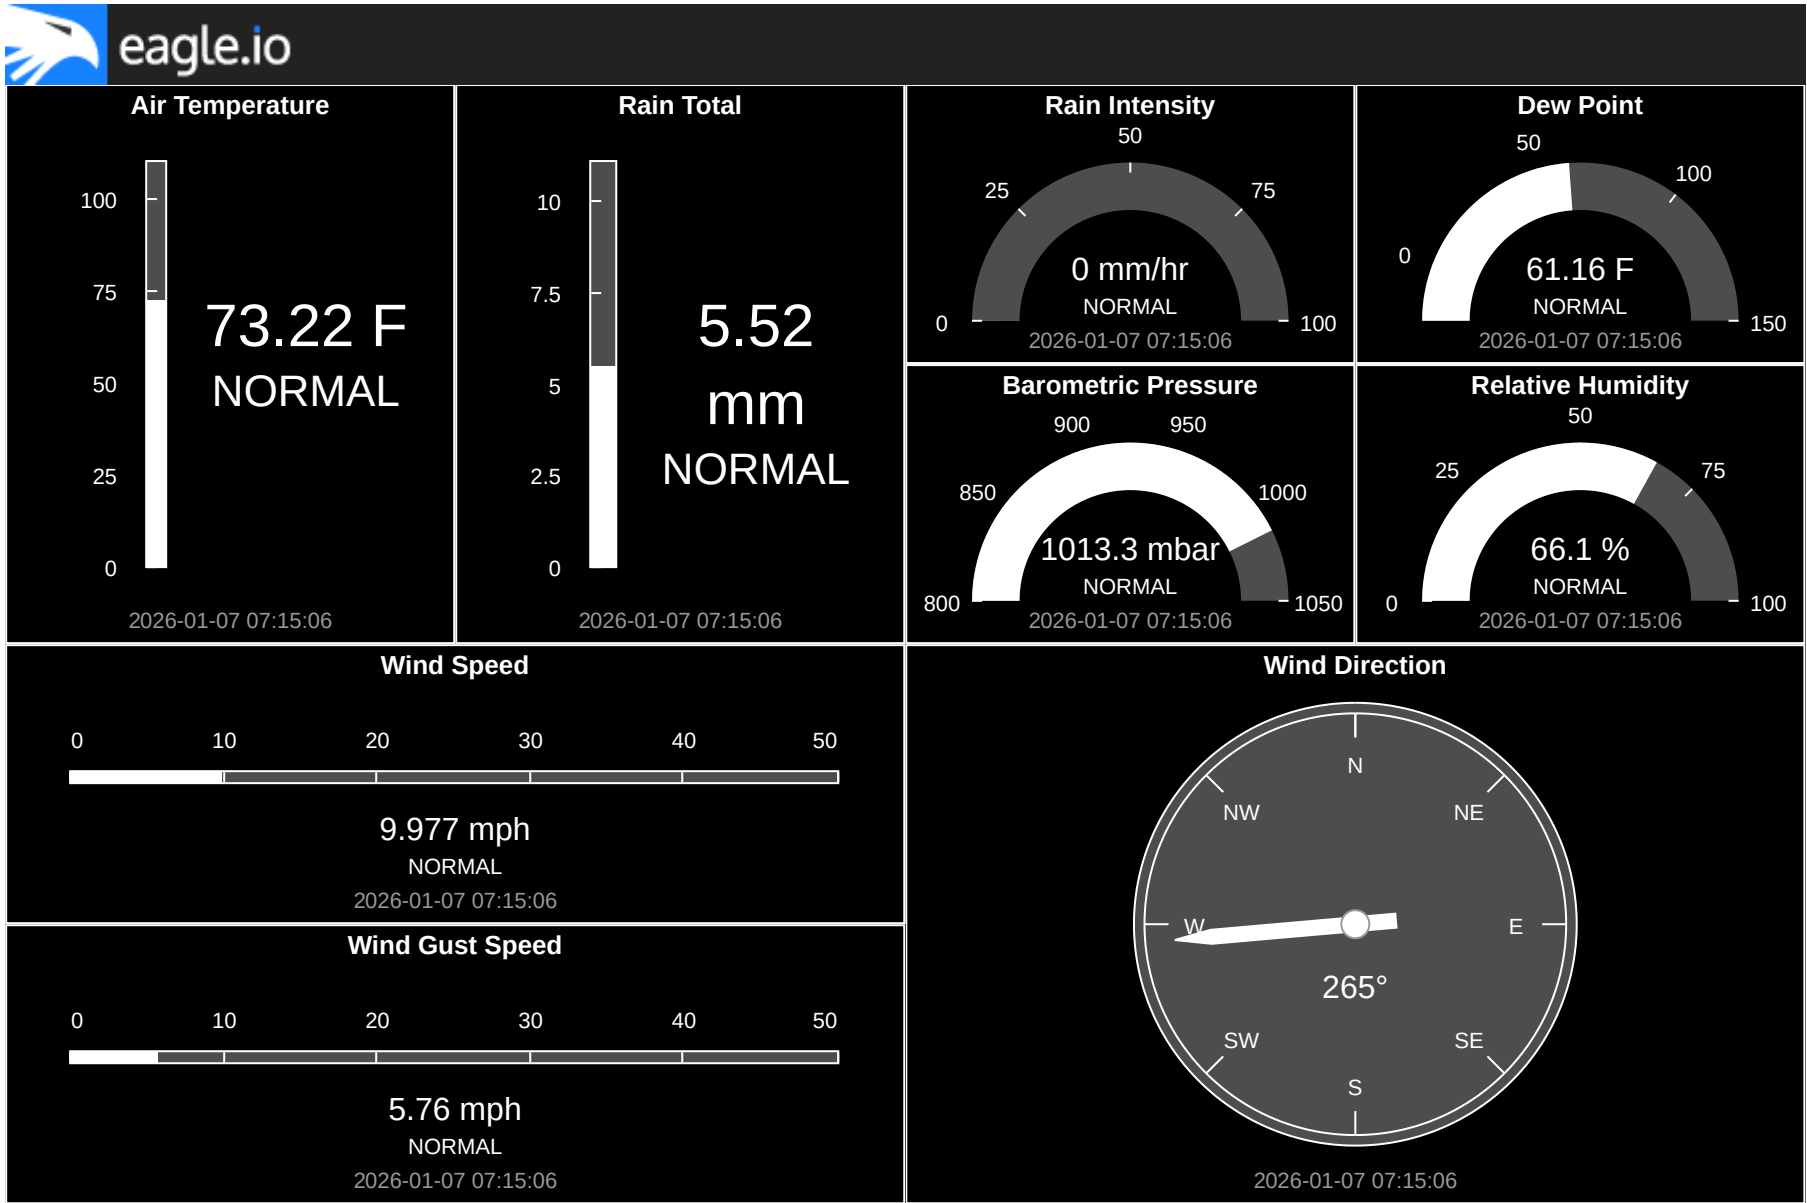 eagle.io
Air Temperature
100
75
50
25
0
73.22 F
NORMAL
2026-01-07 07:15:06
Rain Total
10
7.5
5
2.5
0
5.52
mm
NORMAL
2026-01-07 07:15:06
Rain Intensity
0
25
50
75
100
0 mm/hr
NORMAL
2026-01-07 07:15:06
Dew Point
0
50
100
150
61.16 F
NORMAL
2026-01-07 07:15:06
Barometric Pressure
800
850
900
950
1000
1050
1013.3 mbar
NORMAL
2026-01-07 07:15:06
Relative Humidity
0
25
50
75
100
66.1 %
NORMAL
2026-01-07 07:15:06
Wind Speed
0 10 20 30 40 50
9.977 mph
NORMAL
2026-01-07 07:15:06
Wind Gust Speed
0 10 20 30 40 50
5.76 mph
NORMAL
2026-01-07 07:15:06
Wind Direction
N
NW NE
W E
265°
SW SE
S
2026-01-07 07:15:06